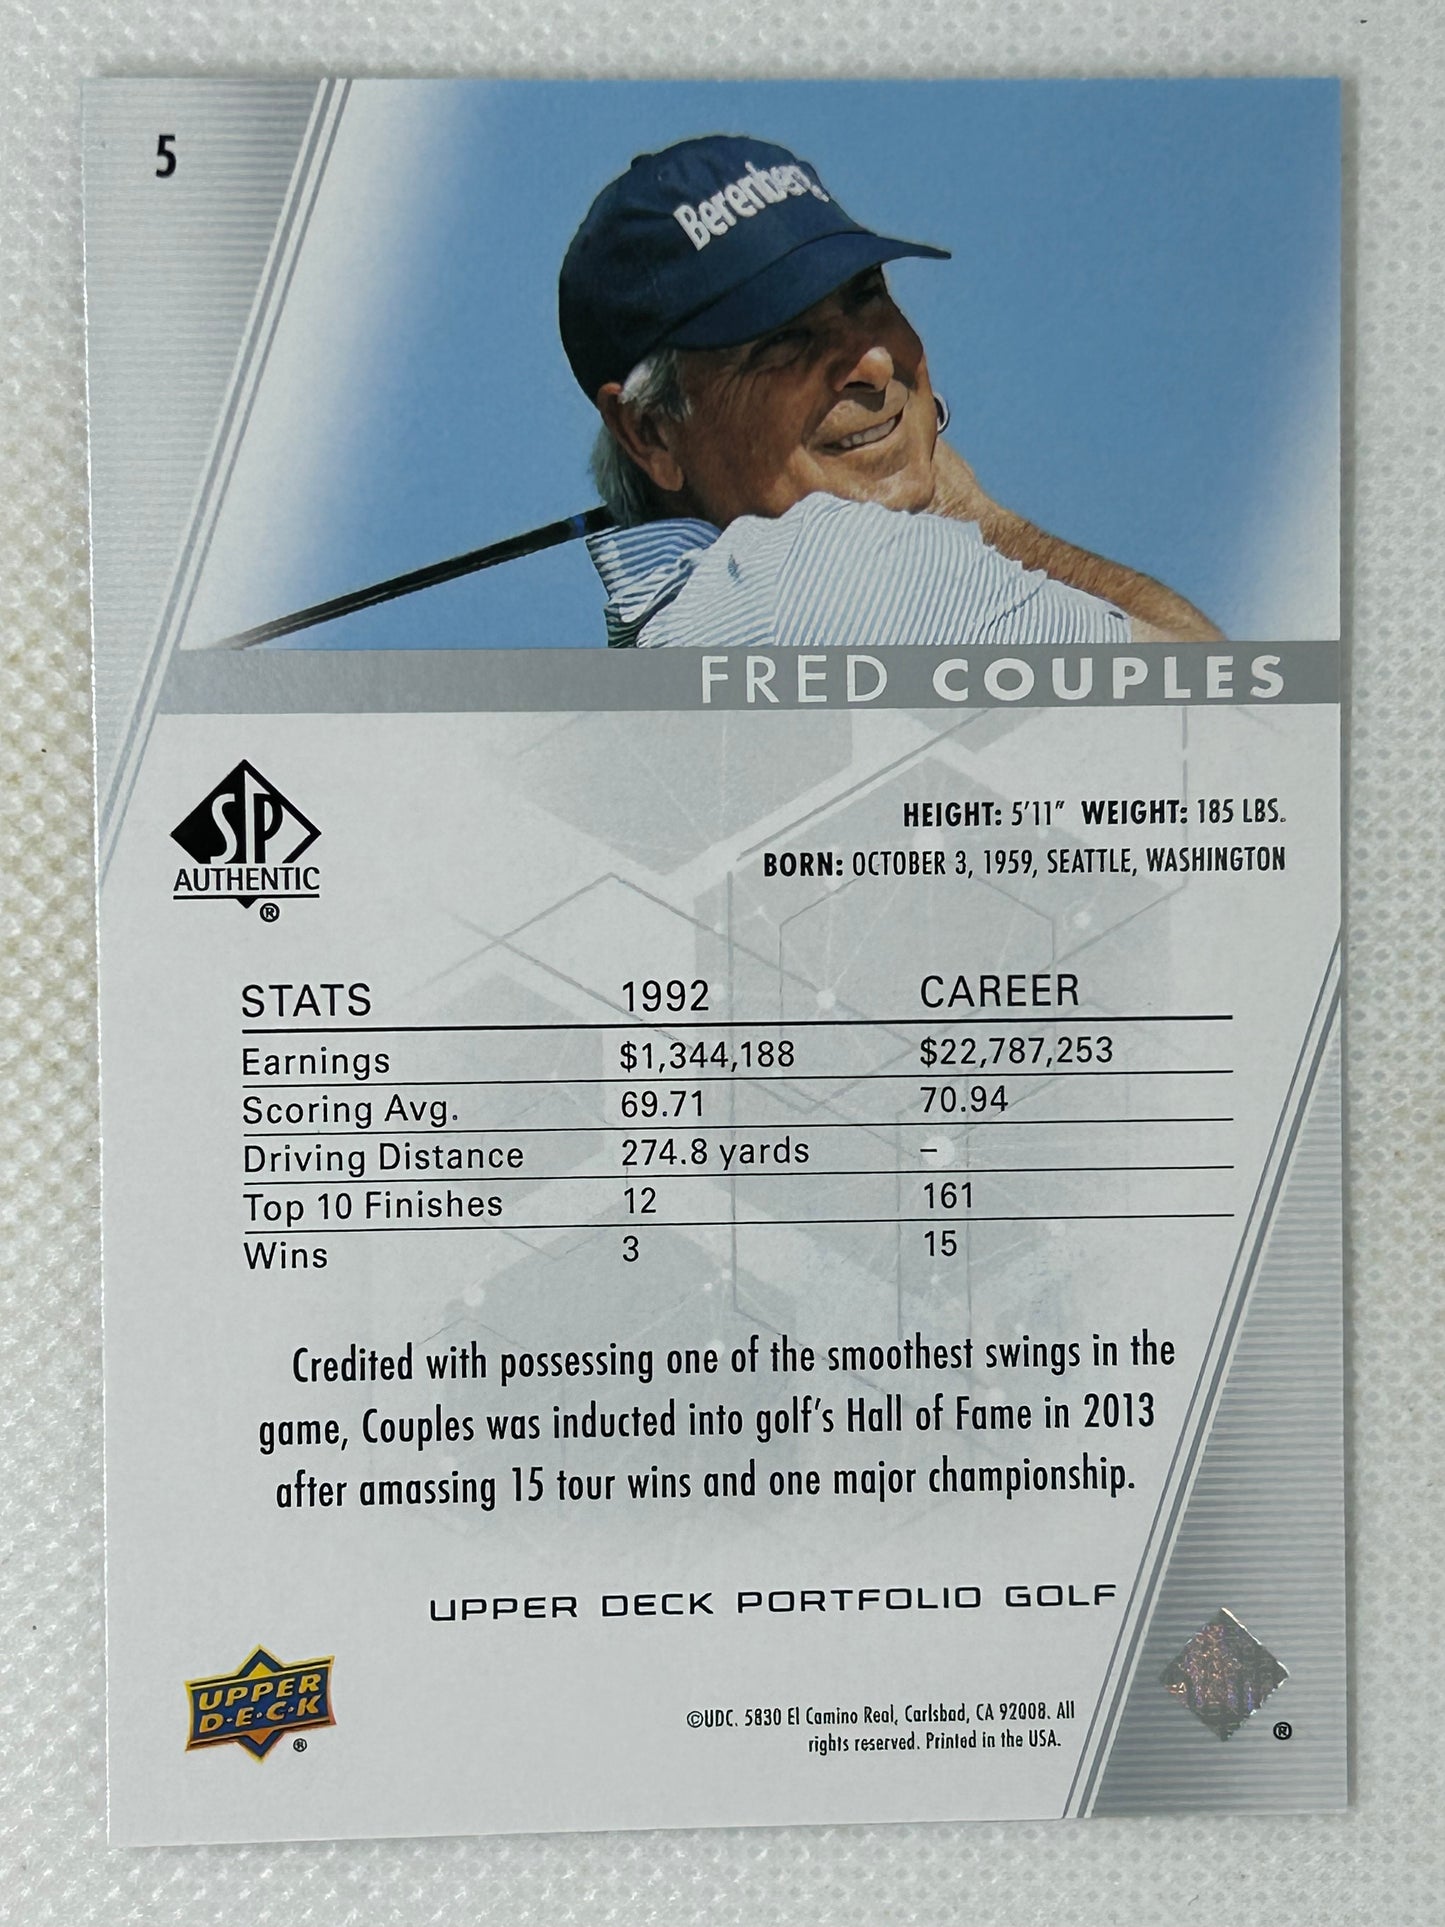 5
Berenberg
FRED COUPLES
SP
AUTHENTIC
®
HEIGHT: 5'11" WEIGHT: 185 LBS.
BORN: OCTOBER 3, 1959, SEATTLE, WASHINGTON
STATS 1992 CAREER
Earnings $1,344,188 $22,787,253
Scoring Avg. 69.71 70.94
Driving Distance 274.8 yards –
Top 10 Finishes 12 161
Wins 3 15
Credited with possessing one of the smoothest swings in the
game, Couples was inducted into golf's Hall of Fame in 2013
after amassing 15 tour wins and one major championship.
UPPER DECK PORTFOLIO GOLF
UPPER
D·E·C·K
®
©UDC. 5830 El Camino Real, Carlsbad, CA 92008. All
rights reserved. Printed in the USA.
®